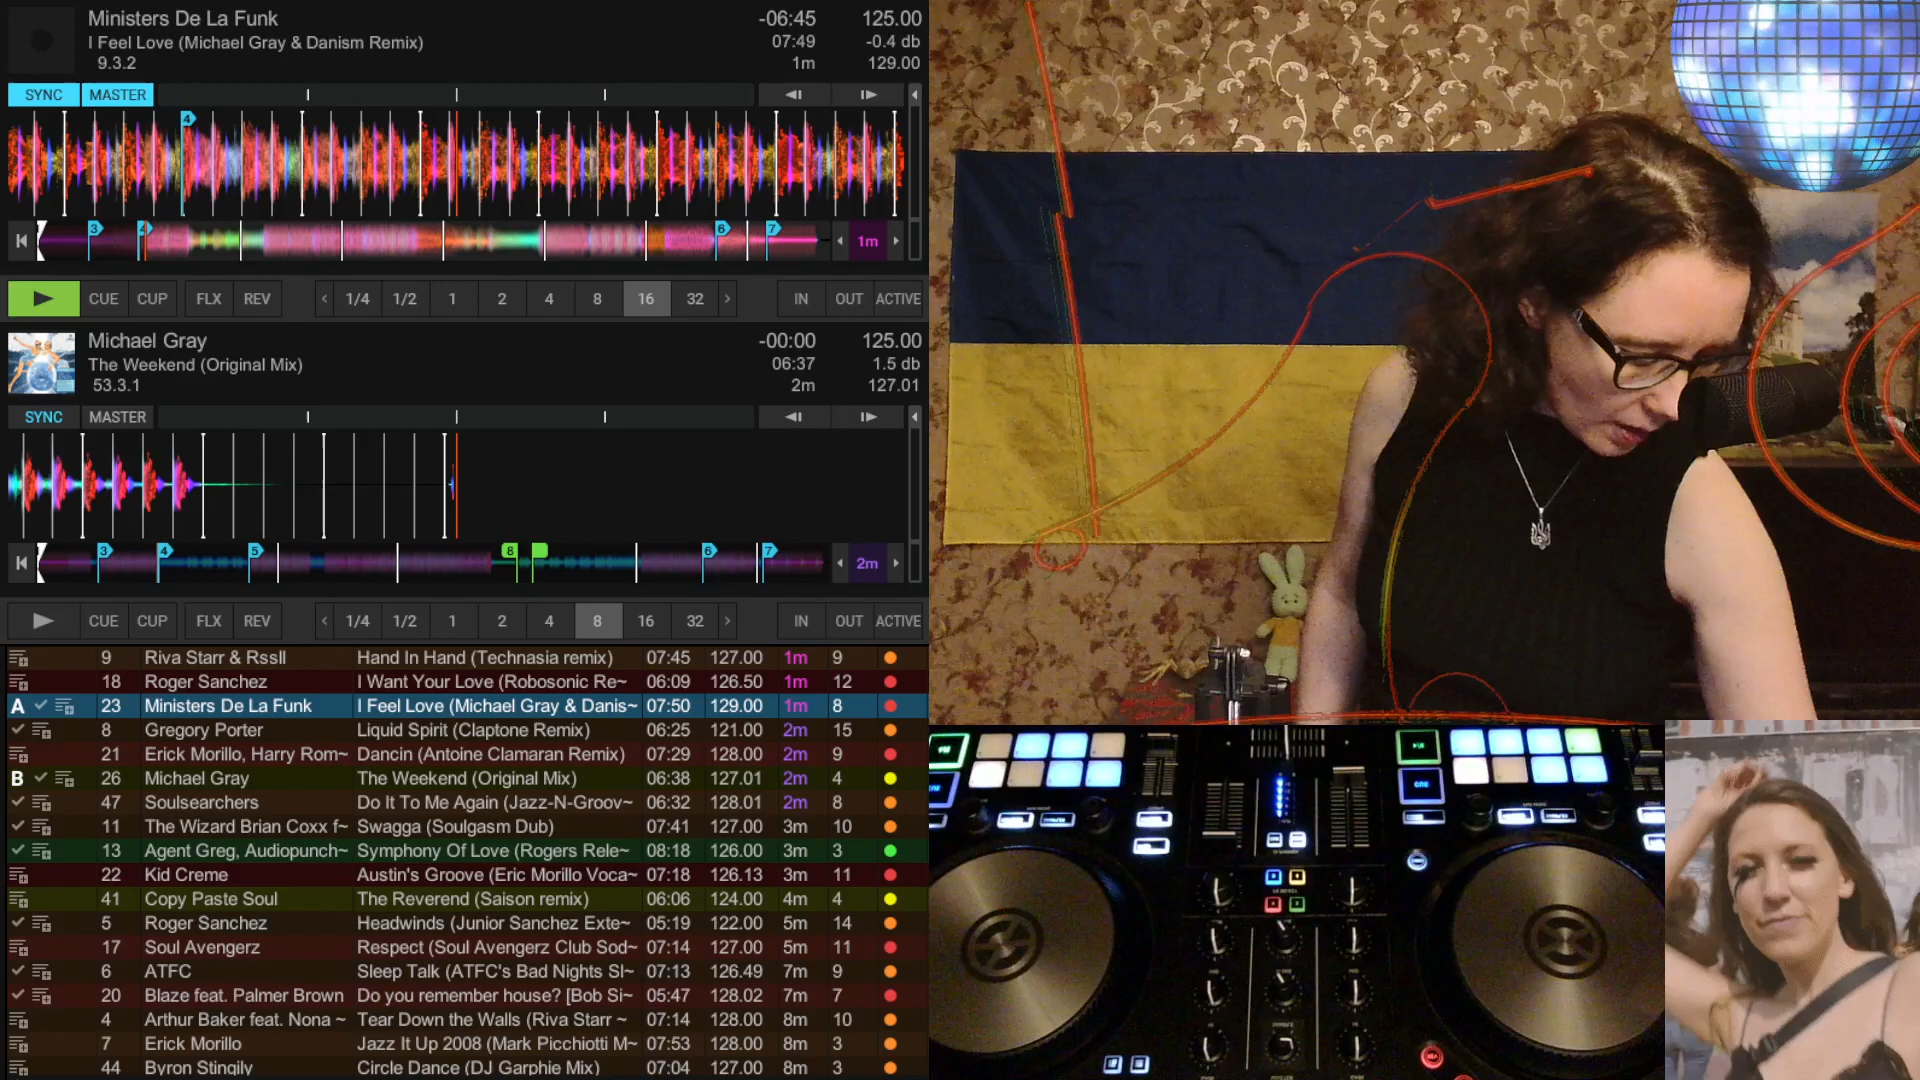 Ministers De La Funk -06:45 125.00
I Feel Love (Michael Gray & Danism Remix) 07:49 -0.4 db
9.3.2 1m 129.00
SYNC MASTER
4
3 4 6 7 1m
CUE CUP FLX REV 1/4 1/2 1 2 4 8 16 32 IN OUT ACTIVE
Michael Gray -00:00 125.00
The Weekend (Original Mix) 06:37 1.5 db
53.3.1 2m 127.01
SYNC MASTER
3 4 5 8 6 7 2m
CUE CUP FLX REV 1/4 1/2 1 2 4 8 16 32 IN OUT ACTIVE
9 Riva Starr & Rssll Hand In Hand (Technasia remix) 07:45 127.00 1m 9
18 Roger Sanchez I Want Your Love (Robosonic Re~ 06:09 126.50 1m 12
A 23 Ministers De La Funk I Feel Love (Michael Gray & Danis~ 07:50 129.00 1m 8
8 Gregory Porter Liquid Spirit (Claptone Remix) 06:25 121.00 2m 15
21 Erick Morillo, Harry Rom~ Dancin (Antoine Clamaran Remix) 07:29 128.00 2m 9
B 26 Michael Gray The Weekend (Original Mix) 06:38 127.01 2m 4
47 Soulsearchers Do It To Me Again (Jazz-N-Groov~ 06:32 128.01 2m 8
11 The Wizard Brian Coxx f~ Swagga (Soulgasm Dub) 07:41 127.00 3m 10
13 Agent Greg, Audiopunch~ Symphony Of Love (Rogers Rele~ 08:18 126.00 3m 3
22 Kid Creme Austin's Groove (Eric Morillo Voca~ 07:18 126.13 3m 11
41 Copy Paste Soul The Reverend (Saison remix) 06:06 124.00 4m 4
5 Roger Sanchez Headwinds (Junior Sanchez Exte~ 05:19 122.00 5m 14
17 Soul Avengerz Respect (Soul Avengerz Club Sod~ 07:14 127.00 5m 11
6 ATFC Sleep Talk (ATFC's Bad Nights Sl~ 07:13 126.49 7m 9
20 Blaze feat. Palmer Brown Do you remember house? [Bob Si~ 05:47 128.02 7m 7
4 Arthur Baker feat. Nona ~ Tear Down the Walls (Riva Starr ~ 07:14 128.00 8m 10
7 Erick Morillo Jazz It Up 2008 (Mark Picchiotti M~ 07:53 128.00 8m 3
44 Byron Stingily Circle Dance (DJ Garphie Mix) 07:04 127.00 8m 3